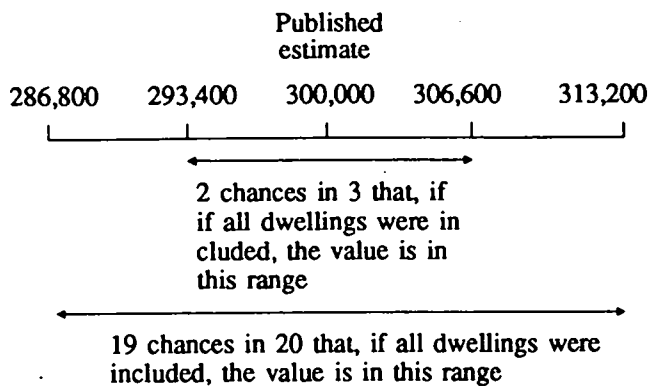 Published
estimate
286,800 293,400 300,000 306,600 313,200
2 chances in 3 that, if
if all dwellings were in
cluded, the value is in
this range
19 chances in 20 that, if all dwellings were
included, the value is in this range